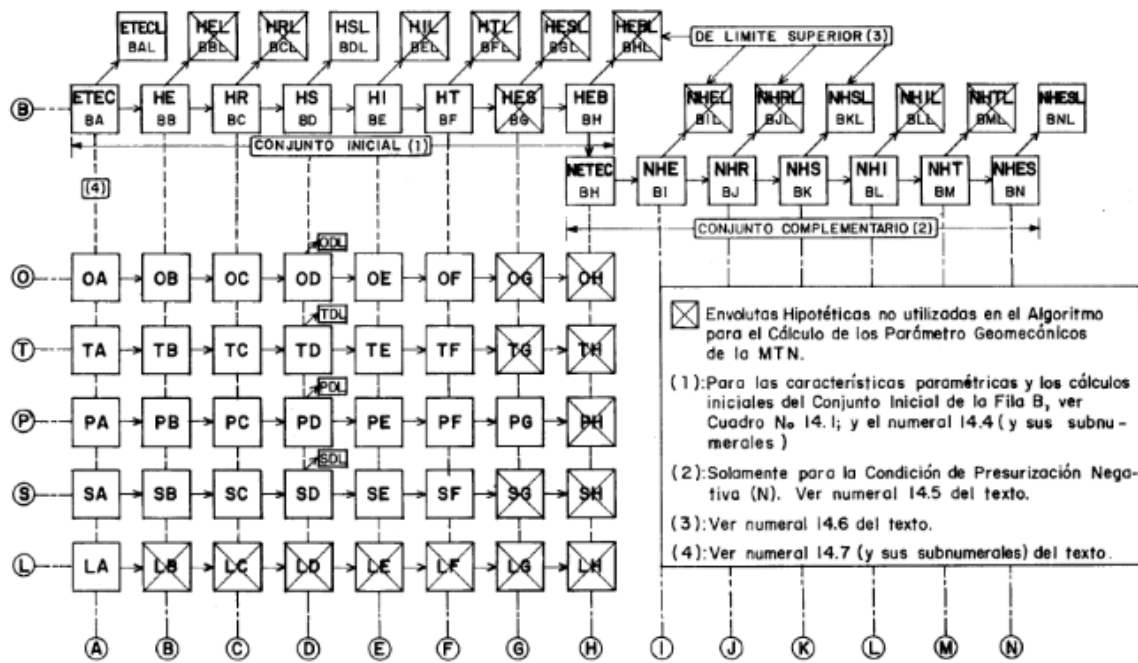 ETECL HEL HRL HSL HIL HTL HESL HEBL
BAL BBL BCL BDL BEL BFL BGL BHL
DE LIMITE SUPERIOR (3)
ETEC HE HR HS HI HT HES HEB
B BA BB BC BD BE BF BG BH
NHEL NHRL NHSL NHIL NHTL NHESL
BIL BJL BKL BLL BML BNL
CONJUNTO INICIAL (1)
(4)
NETEC NHE NHR NHS NHI NHT NHES
BH BI BJ BK BL BM BN
CONJUNTO COMPLEMENTARIO (2)
ODL
O OA OB OC OD OE OF OG OH
TDL
T TA TB TC TD TE TF TG TH
PDL
P PA PB PC PD PE PF PG PH
SDL
S SA SB SC SD SE SF SG SH
L LA LB LC LD LE LF LG LH
Envolutas Hipotéticas no utilizadas en el Algoritmo
para el Cálculo de los Parámetro Geomecánicos
de la MTN.
(1): Para las características paramétricas y los cálculos
iniciales del Conjunto Inicial de la Fila B, ver
Cuadro No 14.1; y el numeral 14.4 (y sus subnu-
merales)
(2): Solamente para la Condición de Presurización Nega-
tiva (N). Ver numeral 14.5 del texto.
(3): Ver numeral 14.6 del texto.
(4): Ver numeral 14.7 (y sus subnumerales) del texto.
A B C D E F G H I J K L M N